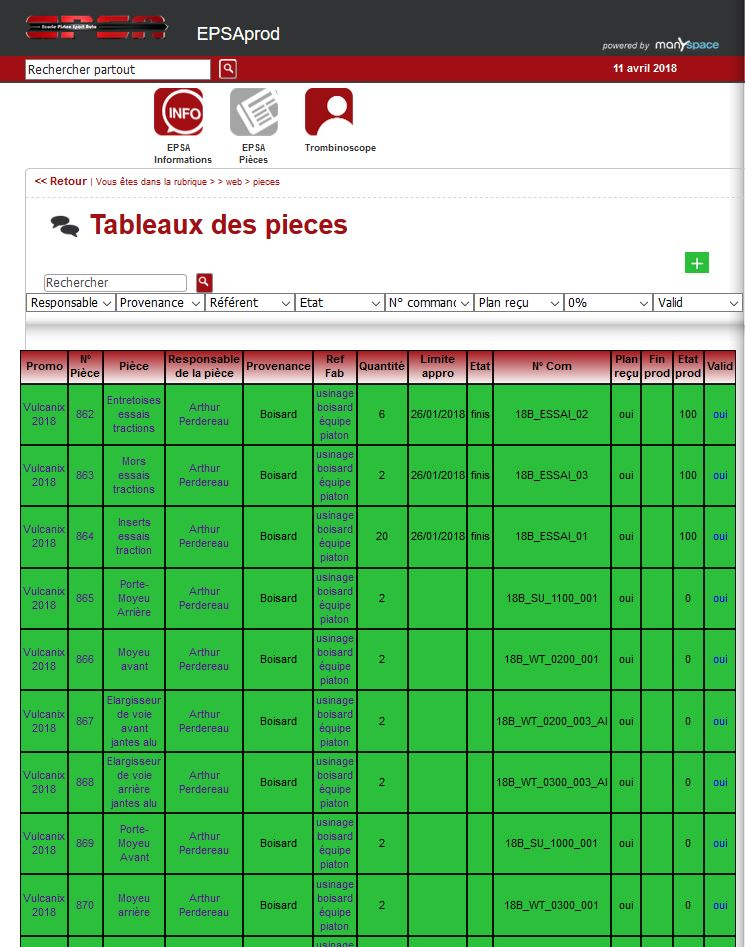 EPSA
Ecurie Piston Sport Auto
EPSAprod
powered by manyspace
Rechercher partout
11 avril 2018
INFO
EPSA Informations
EPSA Pièces
Trombinoscope
<< Retour | Vous êtes dans la rubrique > > web > pieces
Tableaux des pieces
+
Rechercher
Responsable Provenance Référent Etat N° commanc Plan reçu 0% Valid
Promo N° Pièce Pièce Responsable de la pièce Provenance Ref Fab Quantité Limite appro Etat N° Com Plan reçu Fin prod Etat prod Valid
Vulcanix 2018 862 Entretoises essais tractions Arthur Perdereau Boisard usinage boisard équipe piaton 6 26/01/2018 finis 18B_ESSAI_02 oui 100 oui
Vulcanix 2018 863 Mors essais tractions Arthur Perdereau Boisard usinage boisard équipe piaton 2 26/01/2018 finis 18B_ESSAI_03 oui 100 oui
Vulcanix 2018 864 Inserts essais traction Arthur Perdereau Boisard usinage boisard équipe piaton 20 26/01/2018 finis 18B_ESSAI_01 oui 100 oui
Vulcanix 2018 865 Porte-Moyeu Arrière Arthur Perdereau Boisard usinage boisard équipe piaton 2 18B_SU_1100_001 oui 0 oui
Vulcanix 2018 866 Moyeu avant Arthur Perdereau Boisard usinage boisard équipe piaton 2 18B_WT_0200_001 oui 0 oui
Vulcanix 2018 867 Elargisseur de voie avant jantes alu Arthur Perdereau Boisard usinage boisard équipe piaton 2 18B_WT_0200_003_AI oui 0 oui
Vulcanix 2018 868 Elargisseur de voie arrière jantes alu Arthur Perdereau Boisard usinage boisard équipe piaton 2 18B_WT_0300_003_AI oui 0 oui
Vulcanix 2018 869 Porte-Moyeu Avant Arthur Perdereau Boisard usinage boisard équipe piaton 2 18B_SU_1000_001 oui 0 oui
Vulcanix 2018 870 Moyeu arrière Arthur Perdereau Boisard usinage boisard équipe piaton 2 18B_WT_0300_001 oui 0 oui
usinage